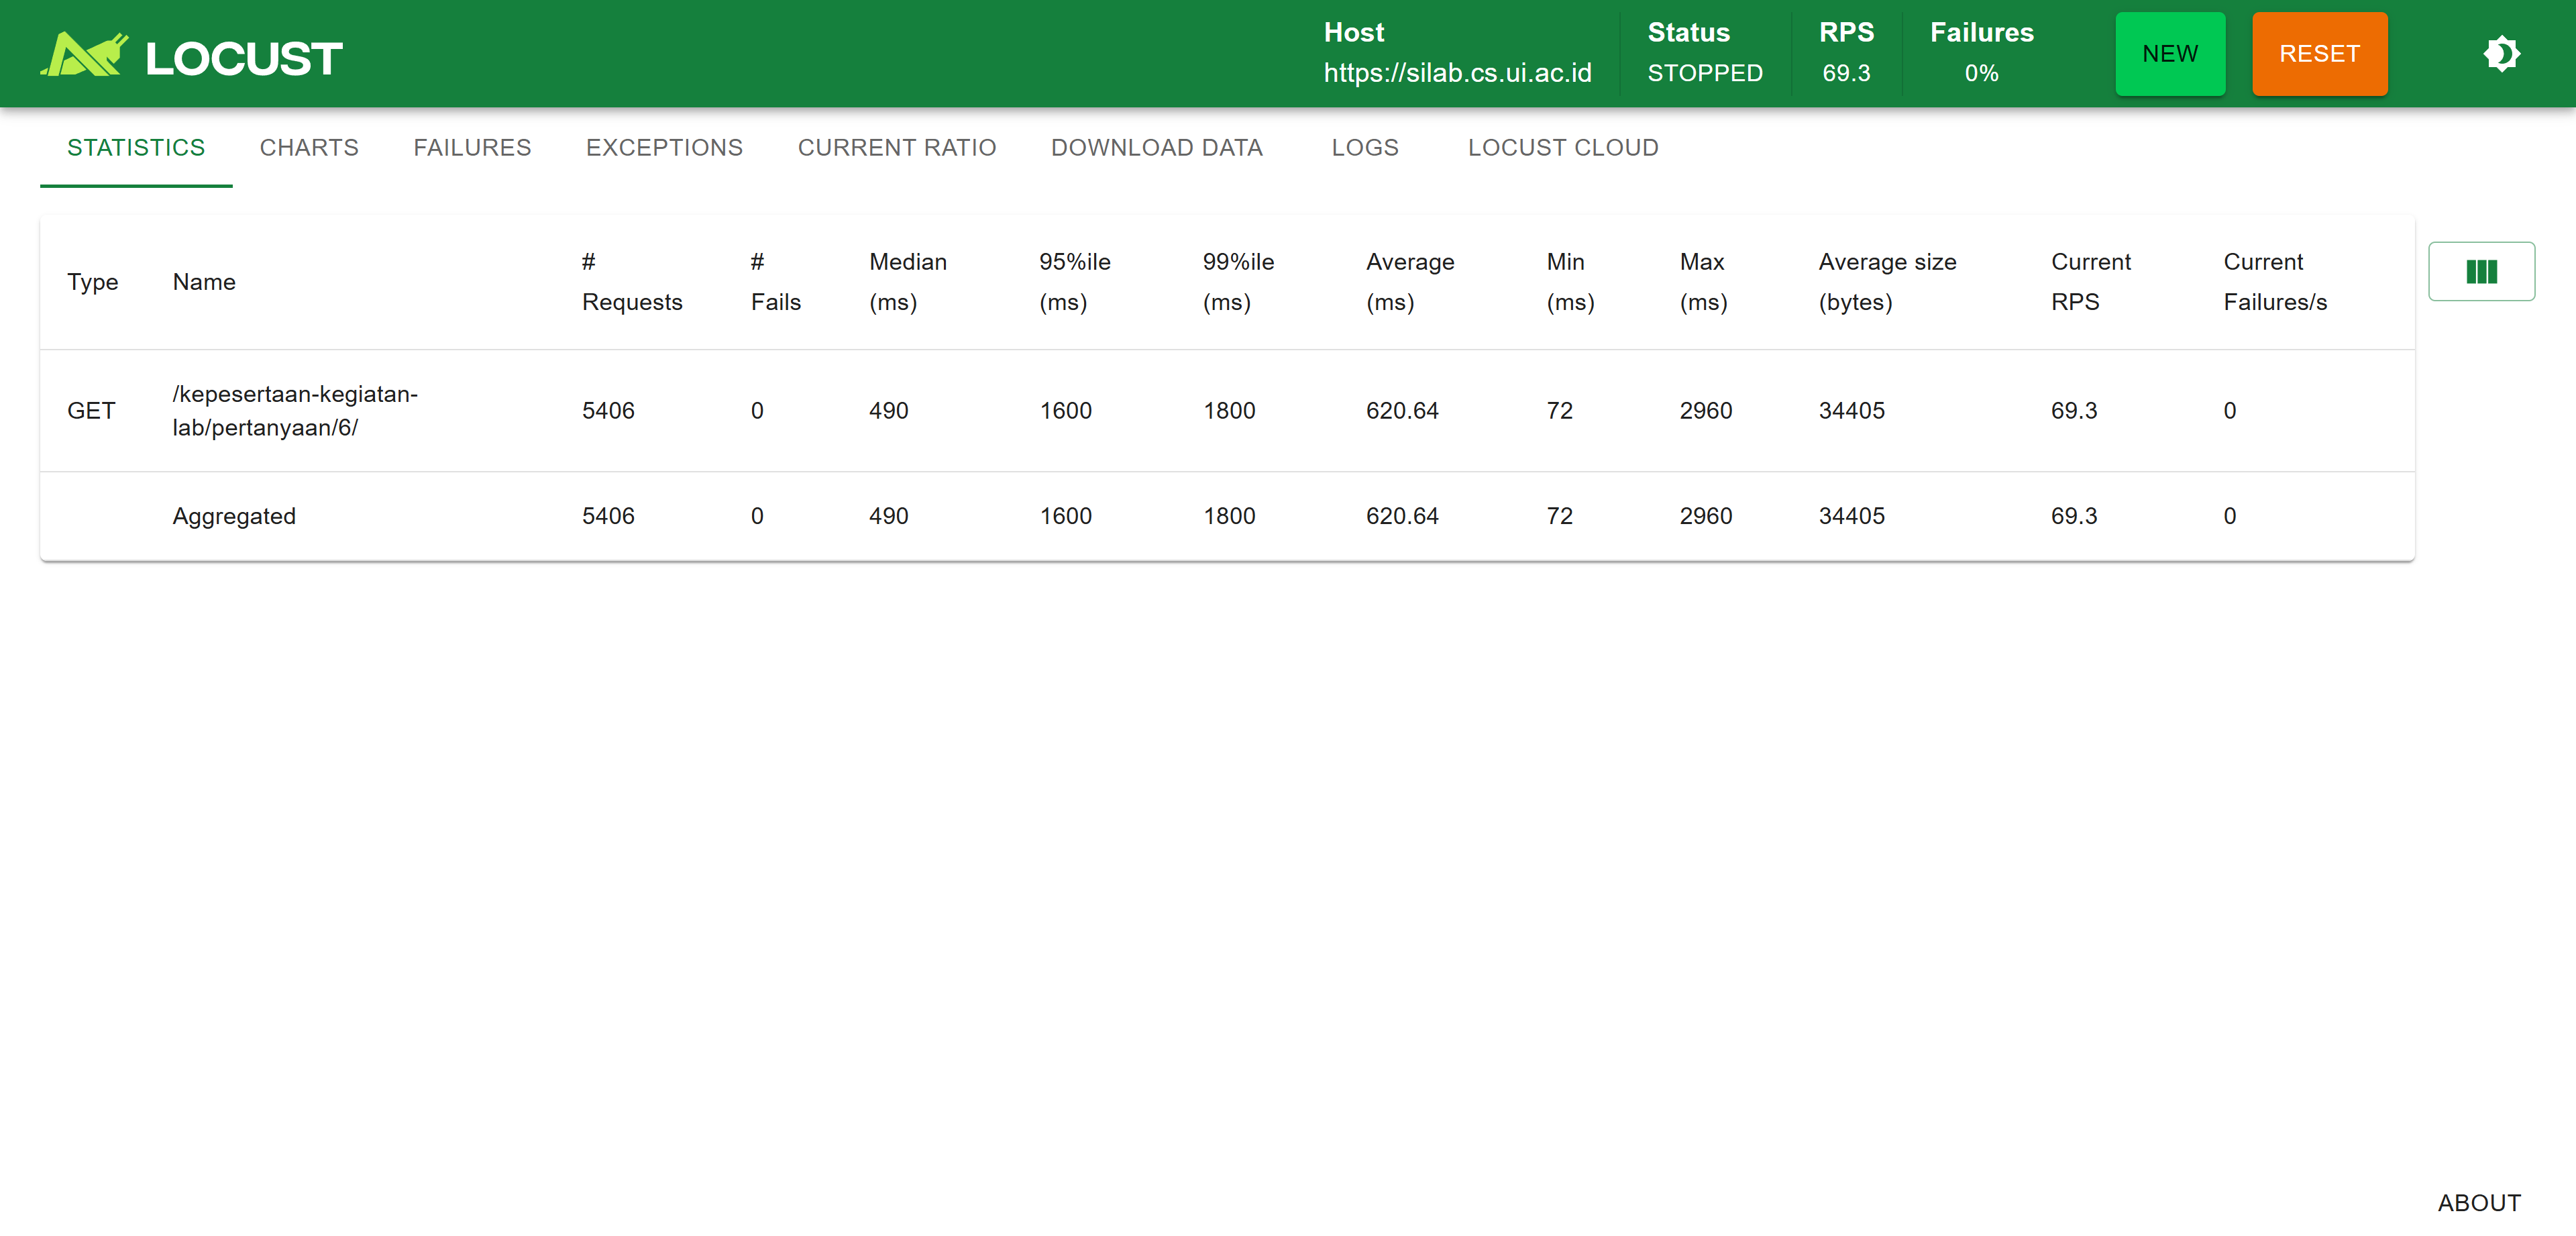 LOCUST
Host
https://silab.cs.ui.ac.id
Status
STOPPED
RPS
69.3
Failures
0%
NEW
RESET
STATISTICS CHARTS FAILURES EXCEPTIONS CURRENT RATIO DOWNLOAD DATA LOGS LOCUST CLOUD
Type Name # Requests # Fails Median (ms) 95%ile (ms) 99%ile (ms) Average (ms) Min (ms) Max (ms) Average size (bytes) Current RPS Current Failures/s
GET /kepesertaan-kegiatan-lab/pertanyaan/6/ 5406 0 490 1600 1800 620.64 72 2960 34405 69.3 0
Aggregated 5406 0 490 1600 1800 620.64 72 2960 34405 69.3 0
ABOUT